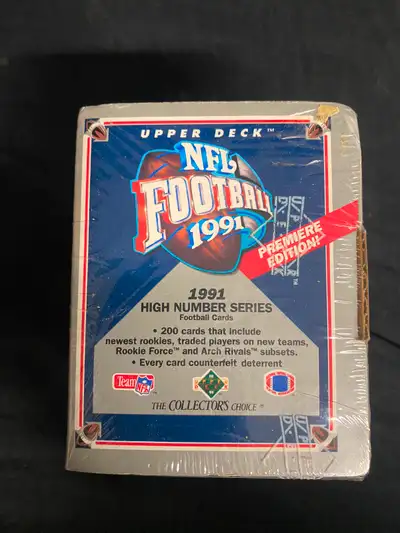 UPPER DECK™
NFL
FOOTBALL
1991
PREMIERE
EDITION!
1991
HIGH NUMBER SERIES
Football Cards
• 200 cards that include
newest rookies, traded players on new teams,
Rookie Force™ and Arch Rivals™ subsets.
• Every card counterfeit deterrent
Team NFL
THE COLLECTOR'S CHOICE®